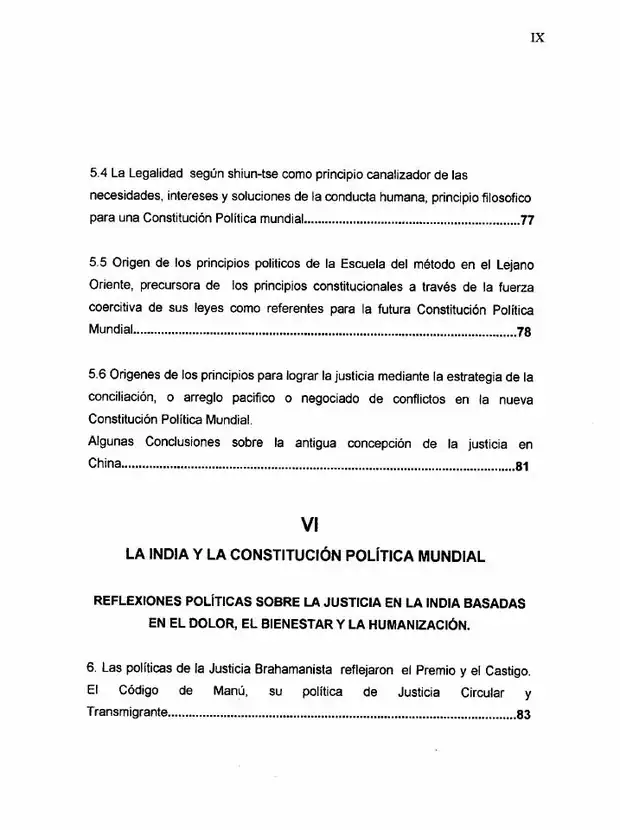 IX
5.4 La Legalidad según shiun-tse como principio canalizador de las
necesidades, intereses y soluciones de la conducta humana, principio filosofico
para una Constitución Política mundial.............................................................77
5.5 Origen de los principios politicos de la Escuela del método en el Lejano
Oriente, precursora de los principios constitucionales a través de la fuerza
coercitiva de sus leyes como referentes para la futura Constitución Política
Mundial.............................................................................................................78
5.6 Origenes de los principios para lograr la justicia mediante la estrategia de la
conciliación, o arreglo pacifico o negociado de conflictos en la nueva
Constitución Política Mundial.
Algunas Conclusiones sobre la antigua concepción de la justicia en
China................................................................................................................81
VI
LA INDIA Y LA CONSTITUCIÓN POLÍTICA MUNDIAL
REFLEXIONES POLÍTICAS SOBRE LA JUSTICIA EN LA INDIA BASADAS
EN EL DOLOR, EL BIENESTAR Y LA HUMANIZACIÓN.
6. Las políticas de la Justicia Brahamanista reflejaron el Premio y el Castigo.
El Código de Manú, su política de Justicia Circular y
Transmigrante...................................................................................................83